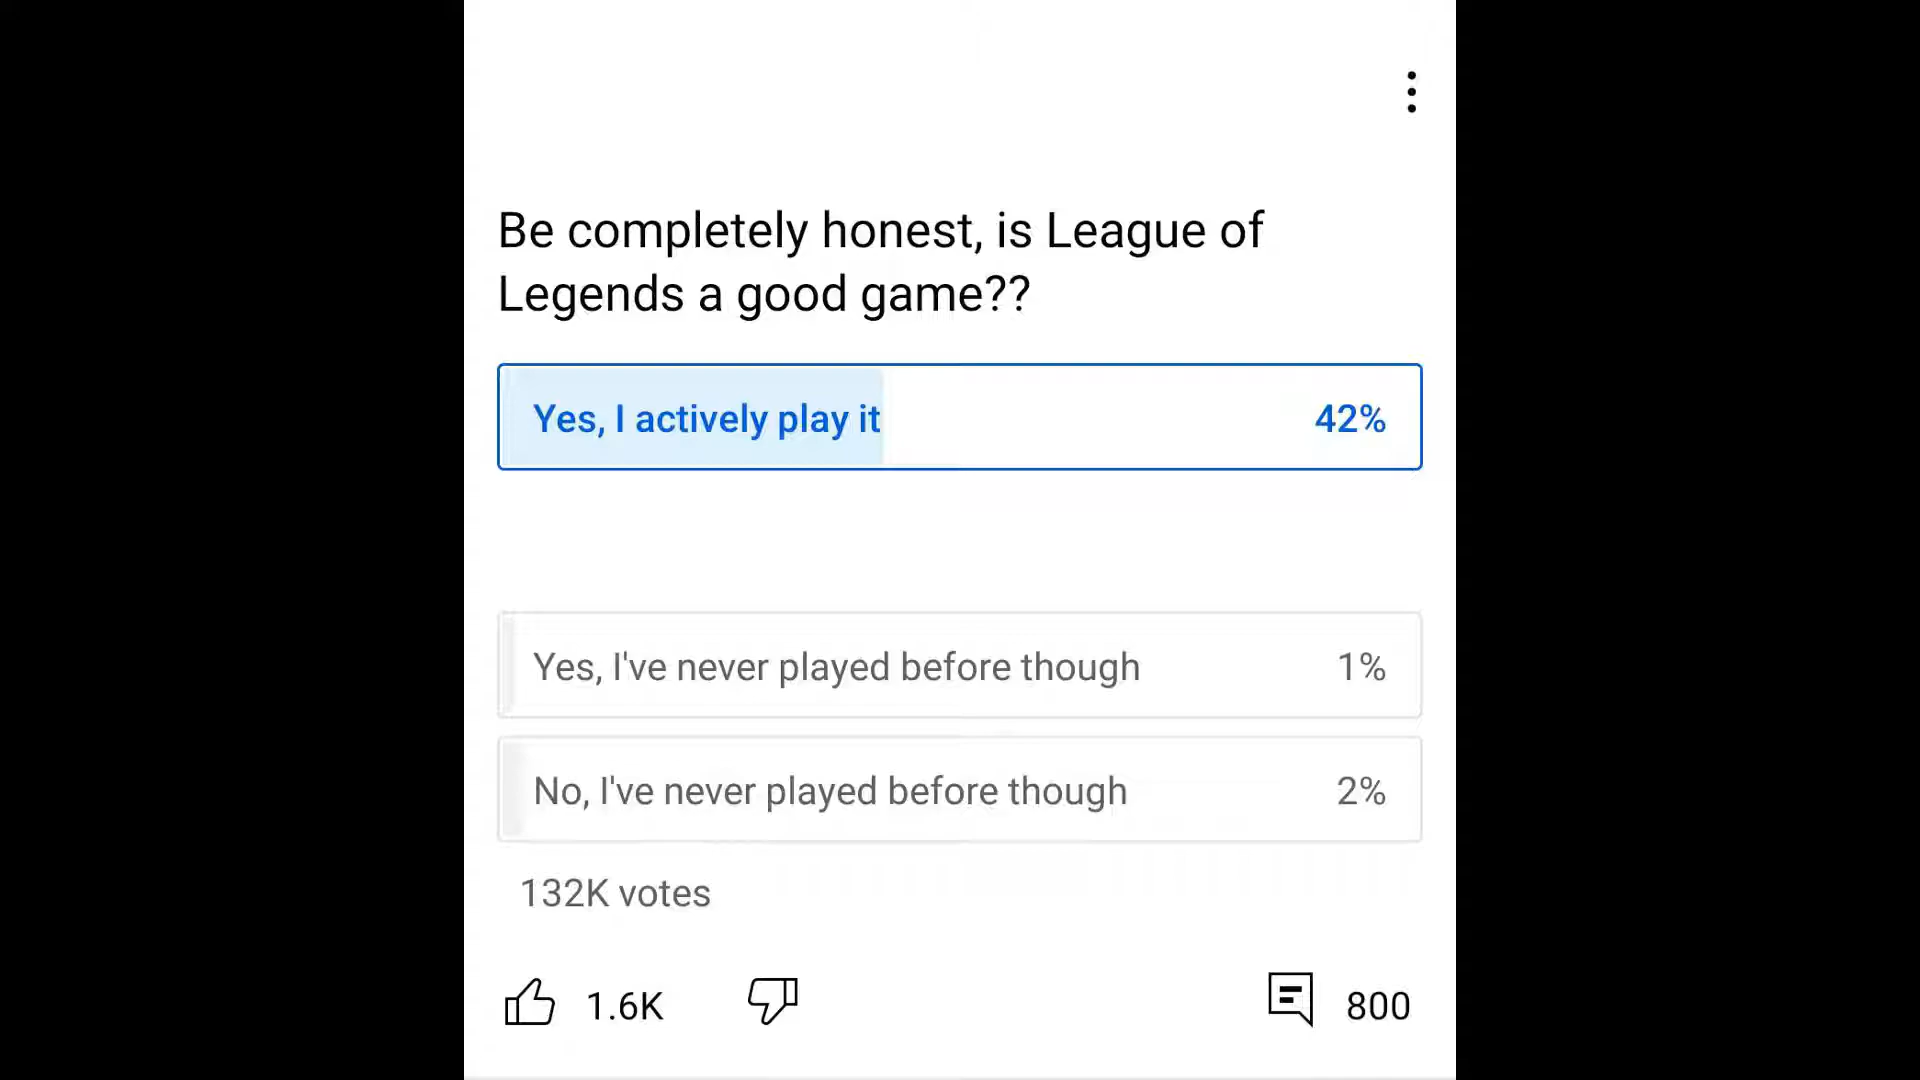 Be completely honest, is League of
Legends a good game??
Yes, I actively play it 42%
Yes, I've never played before though 1%
No, I've never played before though 2%
132K votes
1.6K 800